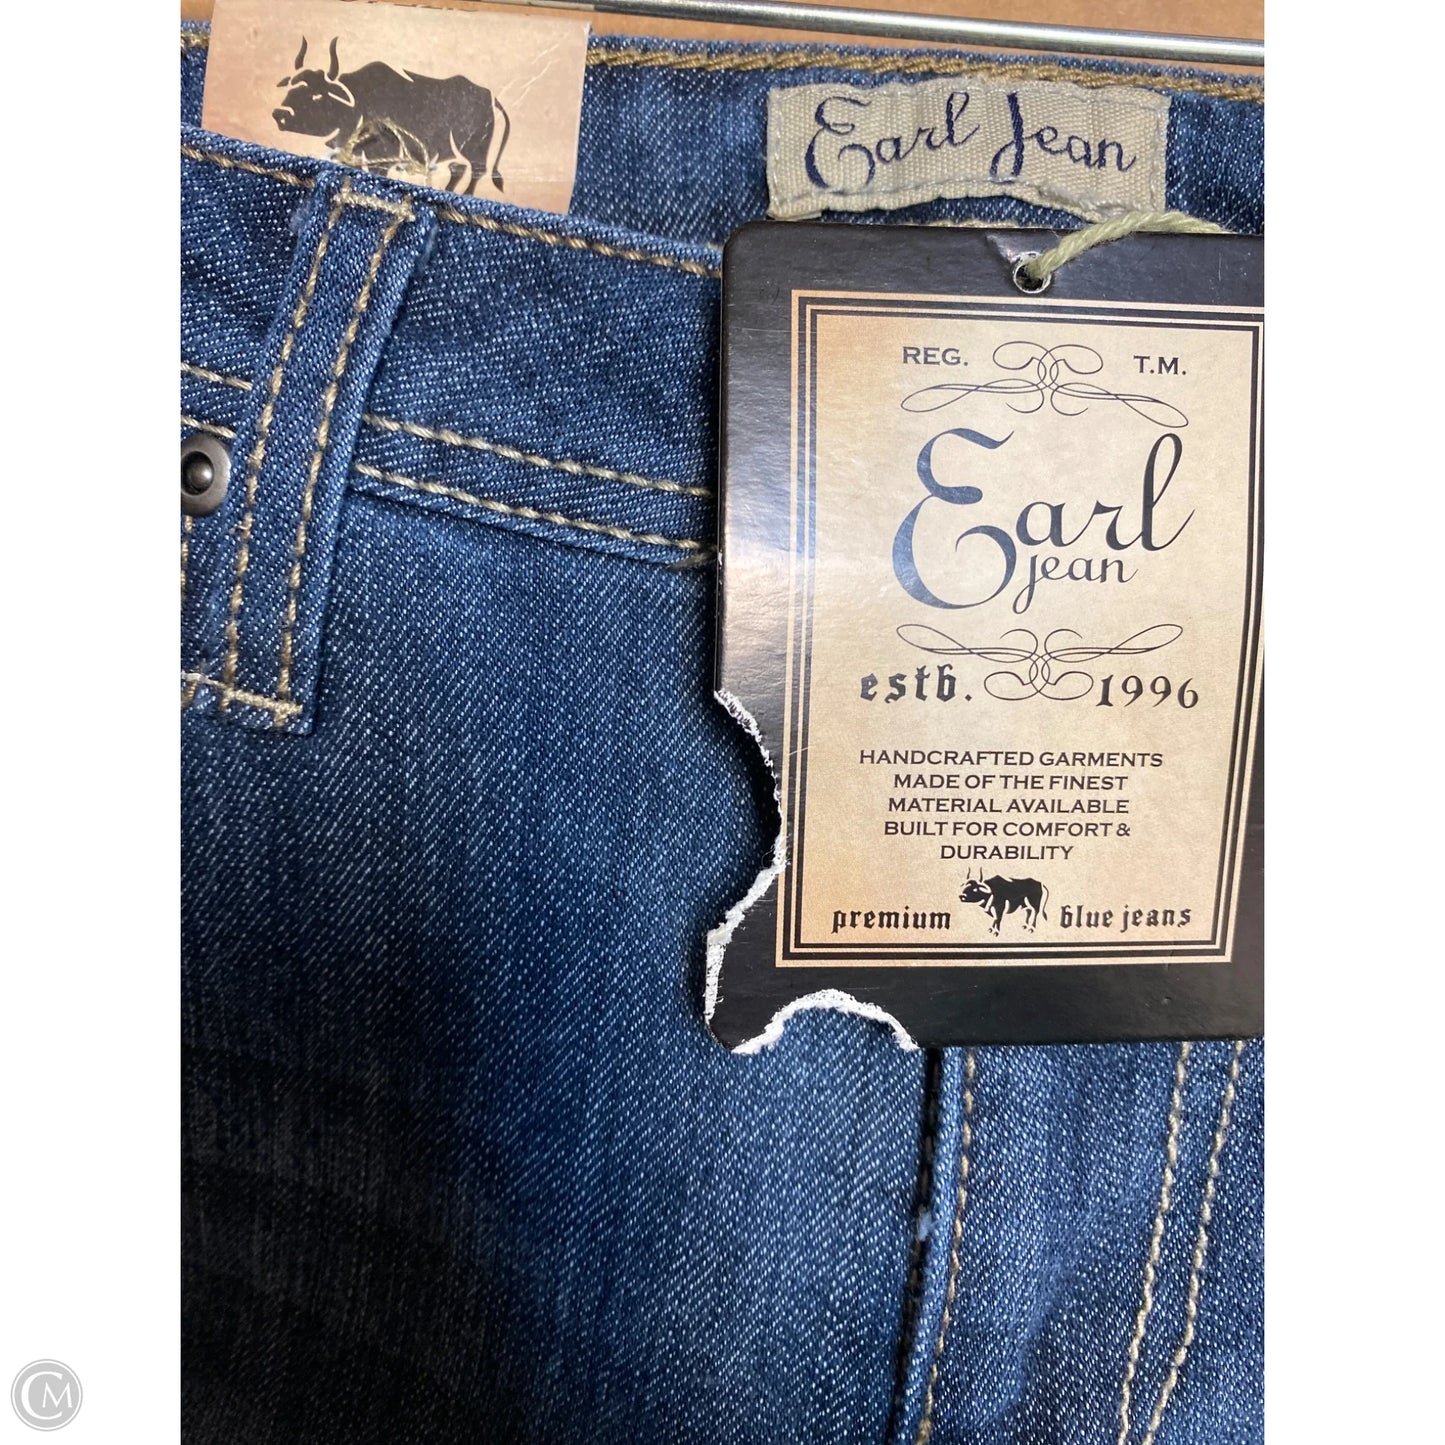 Earl Jean
REG. T.M.
Earl
jean
estb. 1996
HANDCRAFTED GARMENTS
MADE OF THE FINEST
MATERIAL AVAILABLE
BUILT FOR COMFORT &
DURABILITY
premium blue jeans
CM